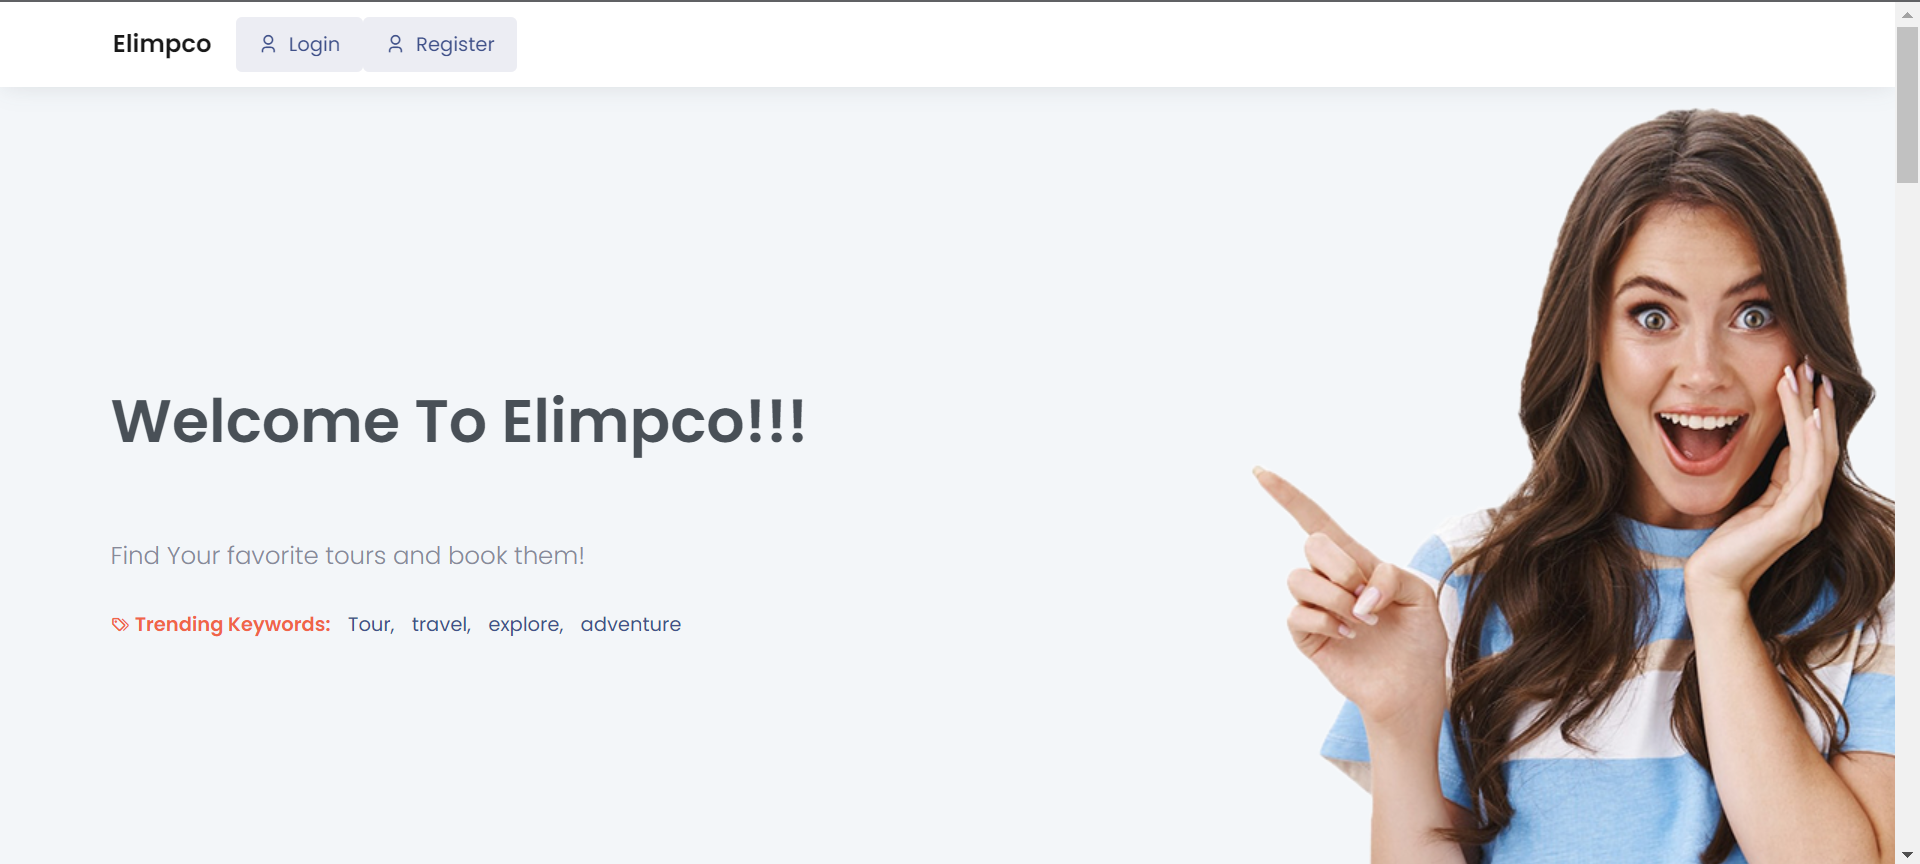 Elimpco Login Register
Welcome To Elimpco!!!
Find Your favorite tours and book them!
Trending Keywords: Tour, travel, explore, adventure